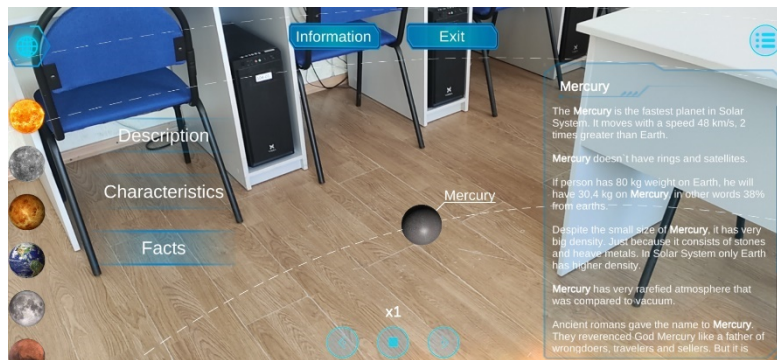 Information
Exit
Description
Characteristics
Facts
Mercury
x1
Mercury
The Mercury is the fastest planet in Solar
System. It moves with a speed 48 km/s, 2
times greater than Earth.
Mercury doesn`t have rings and satellites.
If person has 80 kg weight on Earth, he will
have 30,4 kg on Mercury, in other words 38%
from earths.
Despite the small size of Mercury, it has very
big density. Just because it consists of stones
and heave metals. In Solar System only Earth
has higher density.
Mercury has very rarefied atmosphere that
was compared to vacuum.
Ancient romans gave the name to Mercury.
They reverenced God Mercury like a father of
wrongdoers, travelers and sellers. But it is